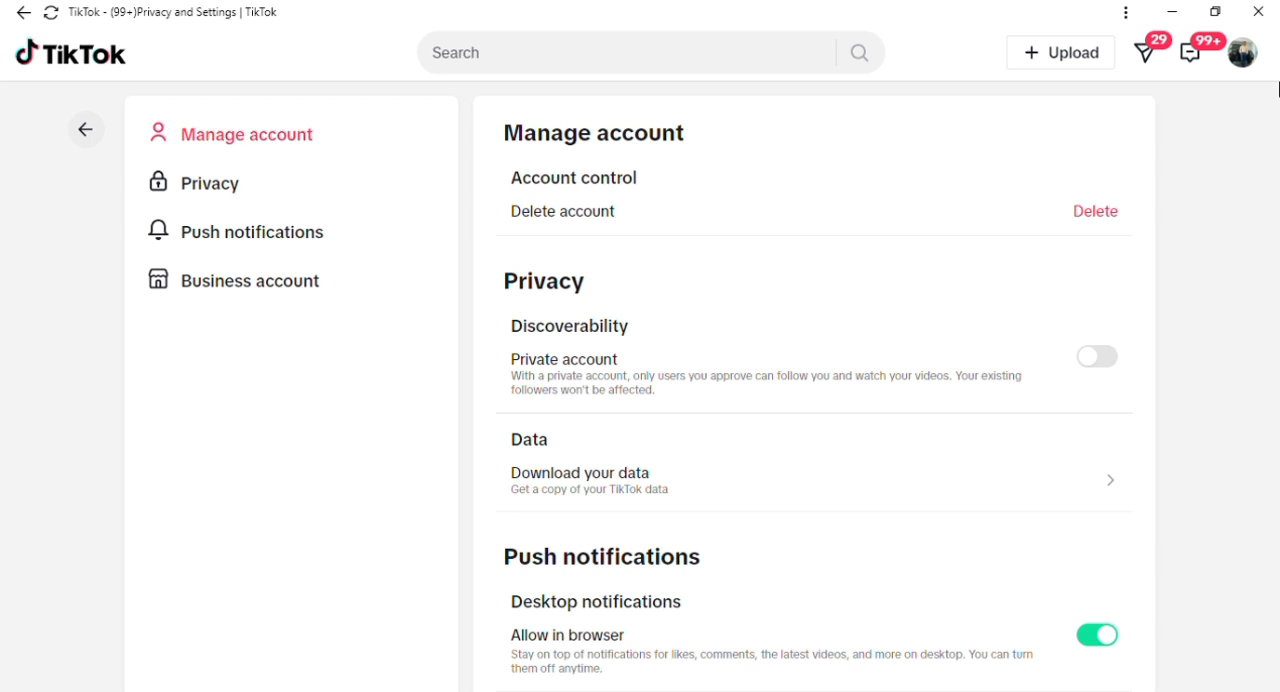 TikTok - (99+)Privacy and Settings | TikTok
TikTok
Search
+ Upload
29
99+
Manage account
Privacy
Push notifications
Business account
Manage account
Account control
Delete account
Delete
Privacy
Discoverability
Private account
With a private account, only users you approve can follow you and watch your videos. Your existing
followers won't be affected.
Data
Download your data
Get a copy of your TikTok data
Push notifications
Desktop notifications
Allow in browser
Stay on top of notifications for likes, comments, the latest videos, and more on desktop. You can turn
them off anytime.